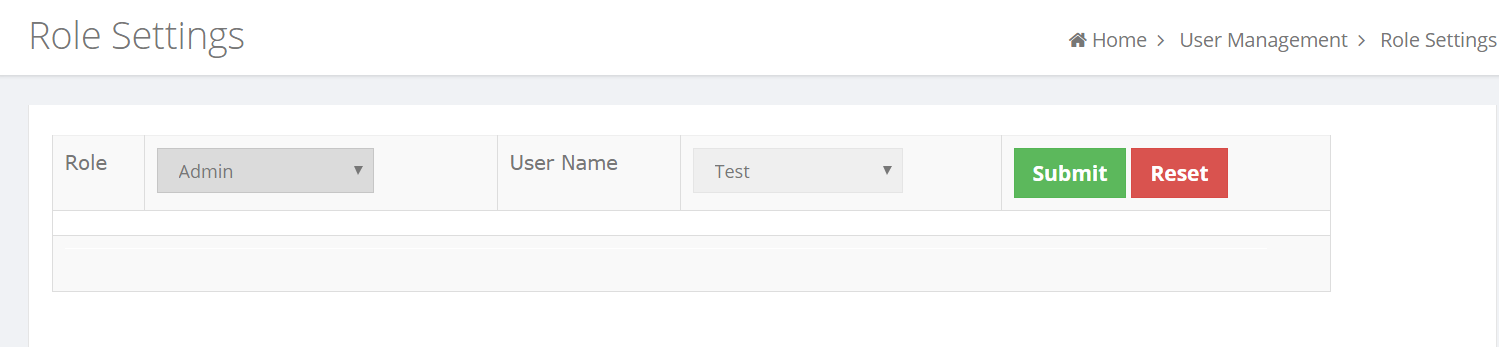 Role Settings
Home > User Management > Role Settings
Role Admin User Name Test Submit Reset